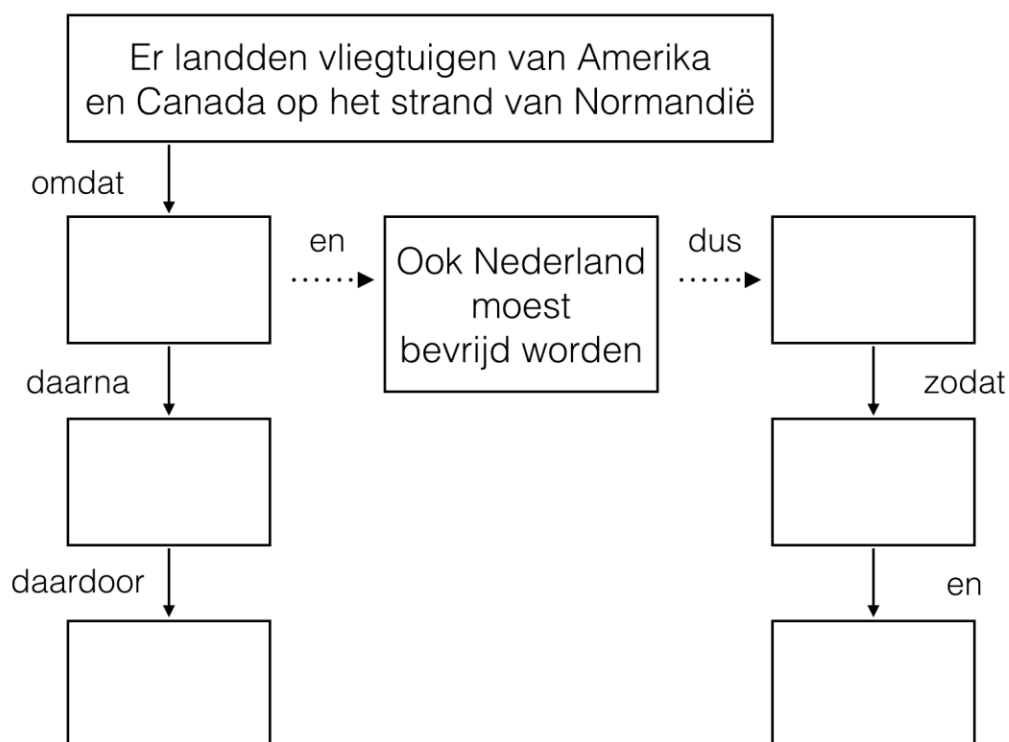 Er landden vliegtuigen van Amerika
en Canada op het strand van Normandië
omdat
en
Ook Nederland
moest
bevrijd worden
dus
daarna
zodat
daardoor
en